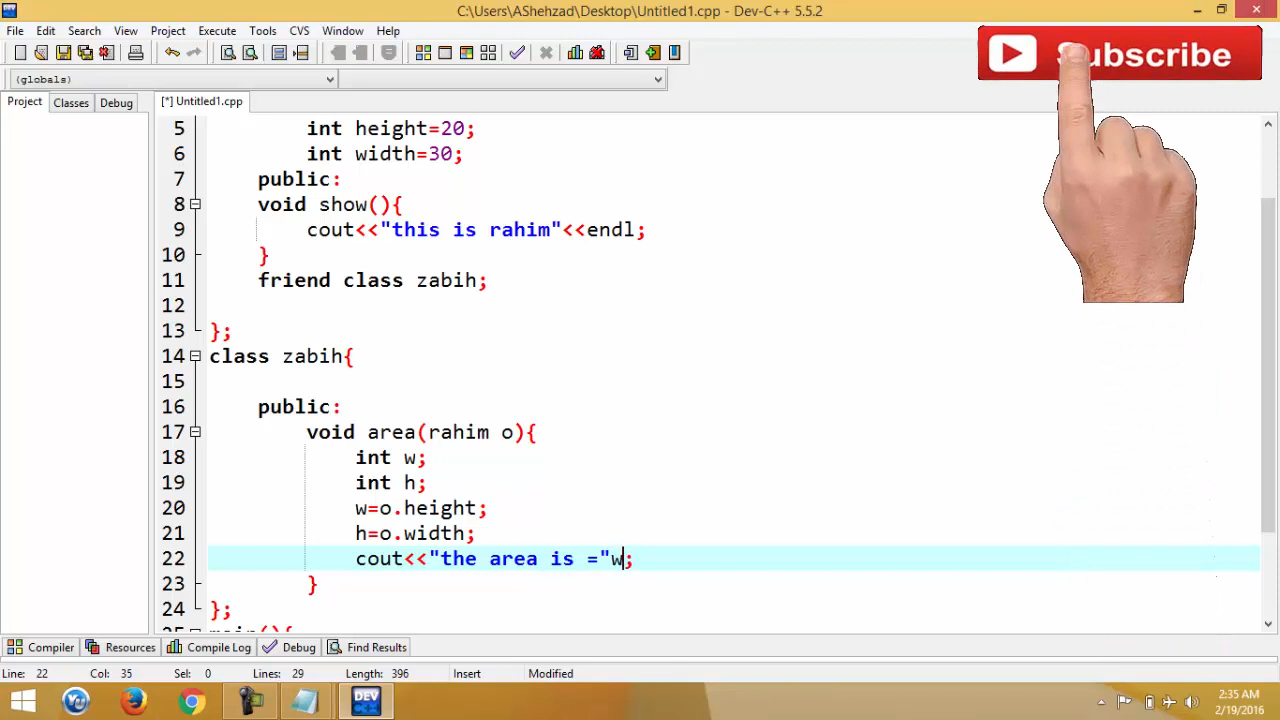 C:\Users\AShehzad\Desktop\Untitled1.cpp - Dev-C++ 5.5.2
File Edit Search View Project Execute Tools CVS Window Help
Subscribe
(globals)
Project Classes Debug [*] Untitled1.cpp
5 int height=20;
6 int width=30;
7 public:
8 void show(){
9 cout<<"this is rahim"<<endl;
10 }
11 friend class zabih;
12
13 };
14 class zabih{
15
16 public:
17 void area(rahim o){
18 int w;
19 int h;
20 w=o.height;
21 h=o.width;
22 cout<<"the area is ="w;
23 }
24 };
25 main(){
Compiler Resources Compile Log Debug Find Results
Line: 22 Col: 35 Sel: 0 Lines: 29 Length: 396 Insert Modified
DEV
2:35 AM
2/19/2016